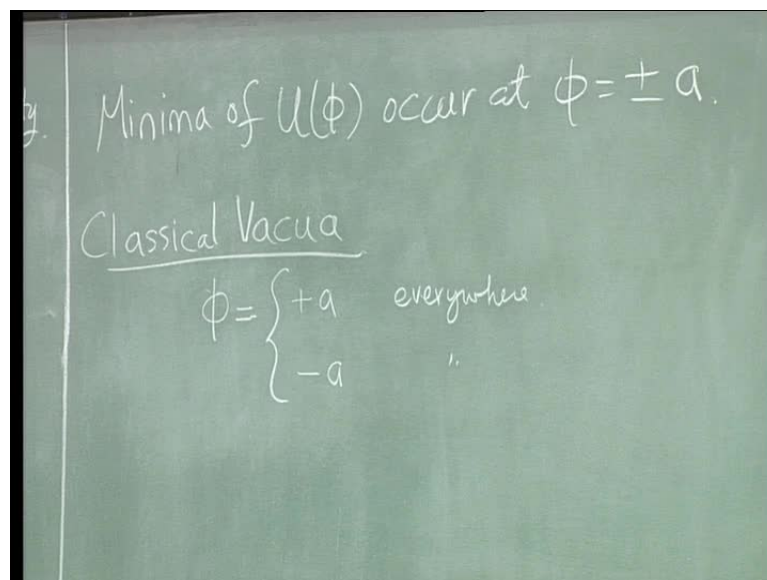 Minima of U(ϕ) occur at ϕ = ± a.
Classical Vacua
ϕ = { +a everywhere.
−a "